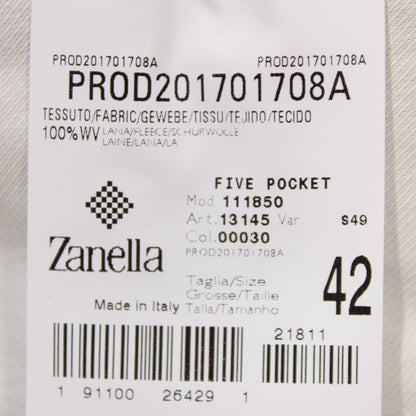 PROD201701708A PROD201701708A
PROD201701708A
TESSUTO/FABRIC/GEWEBE/TISSU/TEJIDO/TECIDO
100%WV LANA/FLEECE/SCHURWOLLE
LAINE/LANA/LA
FIVE POCKET
Mod. 111850
Art. 13145 Var. S49
Col. 00030
PROD201701708A
Zanella
Taglia/Size
Grosse/Taille
Talla/Tamanho
42
Made in Italy
21811
1 91100 26429 1